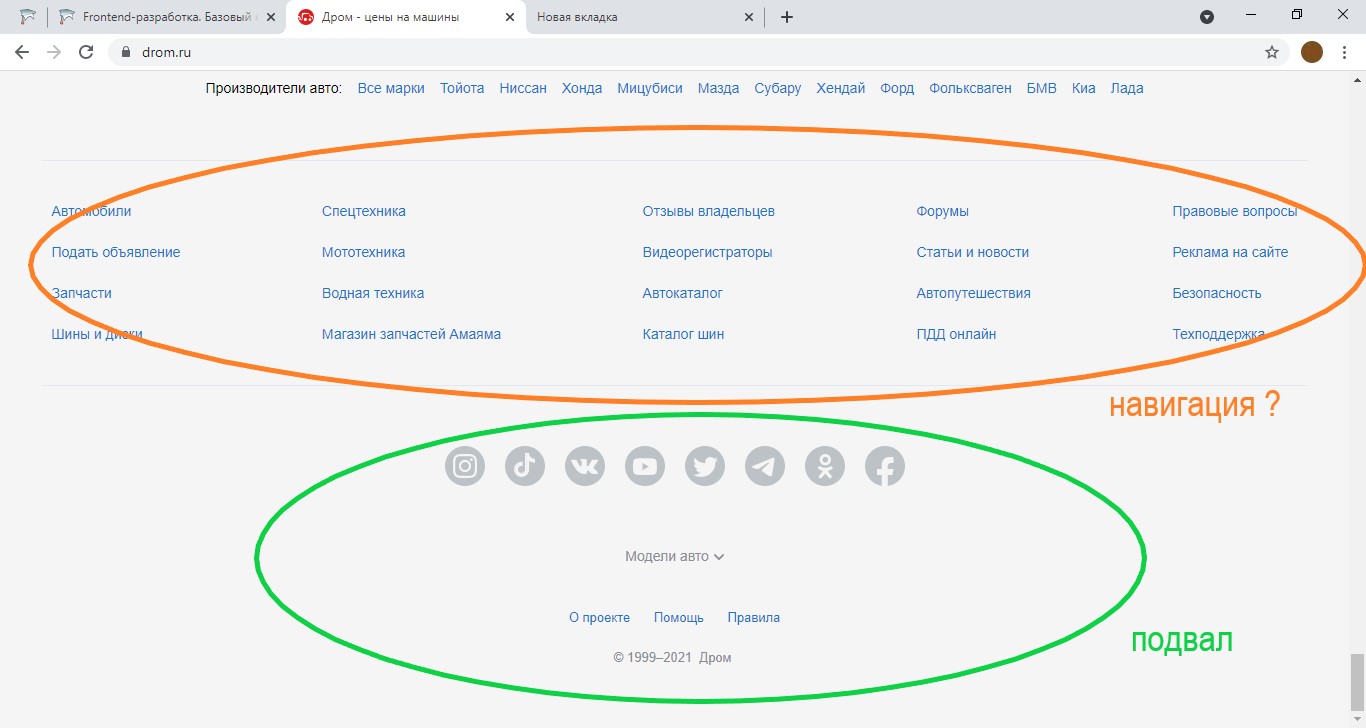 Frontend-разработка. Базовый
Дром - цены на машины
Новая вкладка
drom.ru
Производители авто: Все марки Тойота Ниссан Хонда Мицубиси Мазда Субару Хендай Форд Фольксваген БМВ Киа Лада
Автомобили Спецтехника Отзывы владельцев Форумы Правовые вопросы
Подать объявление Мототехника Видеорегистраторы Статьи и новости Реклама на сайте
Запчасти Водная техника Автокаталог Автопутешествия Безопасность
Шины и диски Магазин запчастей Амаяма Каталог шин ПДД онлайн Техподдержка
навигация ?
Модели авто
О проекте Помощь Правила
подвал
© 1999–2021 Дром